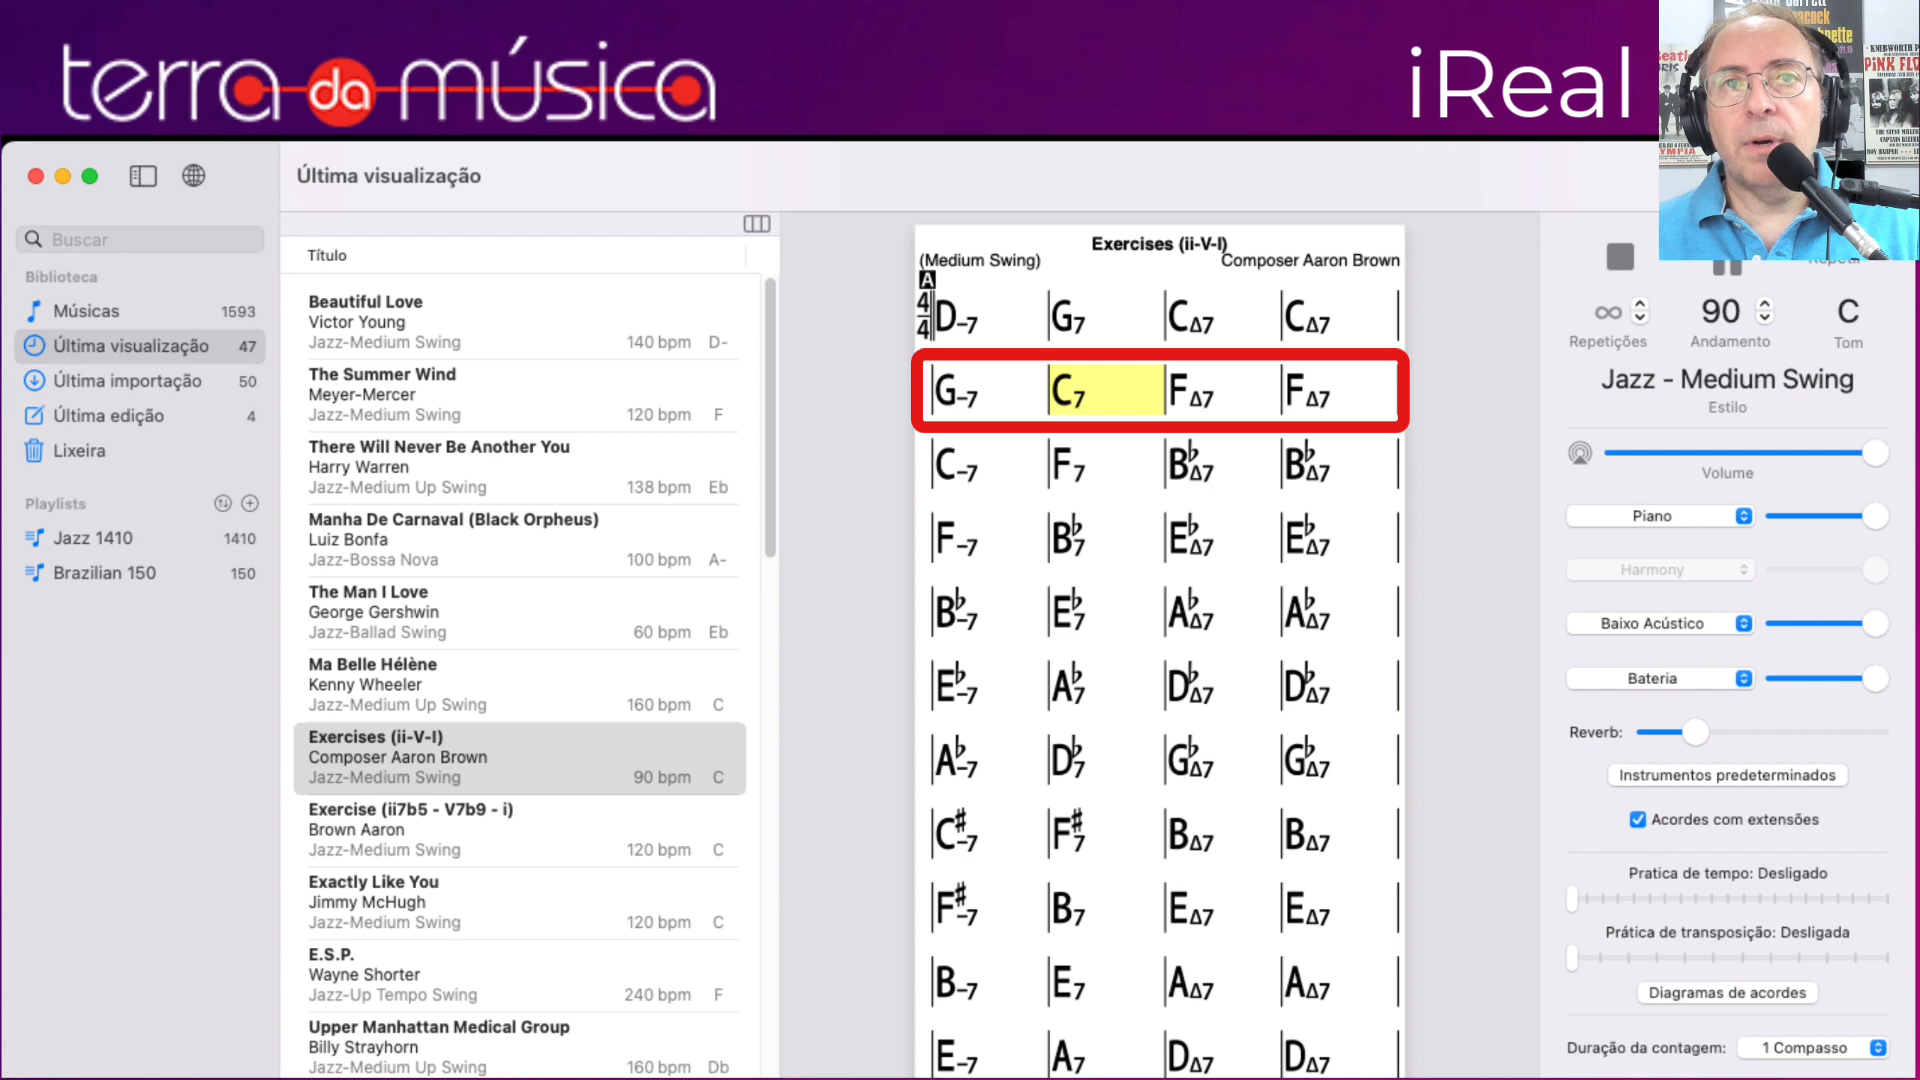 terra da música
iReal
Última visualização
Buscar
Biblioteca
Músicas 1593
Última visualização 47
Última importação 50
Última edição 4
Lixeira
Playlists
Jazz 1410 1410
Brazilian 150 150
Título
Beautiful Love
Victor Young
Jazz-Medium Swing 140 bpm D-
The Summer Wind
Meyer-Mercer
Jazz-Medium Swing 120 bpm F
There Will Never Be Another You
Harry Warren
Jazz-Medium Up Swing 138 bpm Eb
Manha De Carnaval (Black Orpheus)
Luiz Bonfa
Jazz-Bossa Nova 100 bpm A-
The Man I Love
George Gershwin
Jazz-Ballad Swing 60 bpm Eb
Ma Belle Hélène
Kenny Wheeler
Jazz-Medium Up Swing 160 bpm C
Exercises (ii-V-I)
Composer Aaron Brown
Jazz-Medium Swing 90 bpm C
Exercise (ii7b5 - V7b9 - i)
Brown Aaron
Jazz-Medium Swing 120 bpm C
Exactly Like You
Jimmy McHugh
Jazz-Medium Swing 120 bpm C
E.S.P.
Wayne Shorter
Jazz-Up Tempo Swing 240 bpm F
Upper Manhattan Medical Group
Billy Strayhorn
Jazz-Medium Up Swing 160 bpm Db
Exercises (ii-V-I)
(Medium Swing) Composer Aaron Brown
A
4/4 D-7 G7 CΔ7 CΔ7
G-7 C7 FΔ7 FΔ7
C-7 F7 B♭Δ7 B♭Δ7
F-7 B♭7 E♭Δ7 E♭Δ7
B♭-7 E♭7 A♭Δ7 A♭Δ7
E♭-7 A♭7 D♭Δ7 D♭Δ7
A♭-7 D♭7 G♭Δ7 G♭Δ7
C♯-7 F♯7 BΔ7 BΔ7
F♯-7 B7 EΔ7 EΔ7
B-7 E7 AΔ7 AΔ7
E-7 A7 DΔ7 DΔ7
∞ 90 C
Repetições Andamento Tom
Jazz - Medium Swing
Estilo
Volume
Piano
Harmony
Baixo Acústico
Bateria
Reverb:
Instrumentos predeterminados
Acordes com extensões
Pratica de tempo: Desligado
Prática de transposição: Desligada
Diagramas de acordes
Duração da contagem: 1 Compasso
KNEBWORTH P
PINK FLO